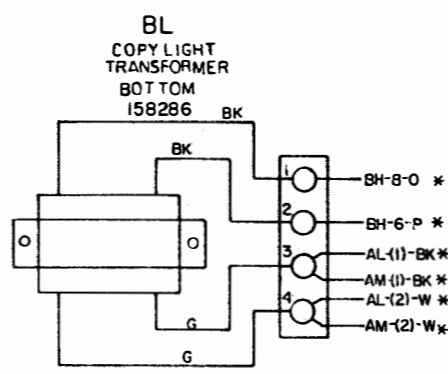 BL
COPY LIGHT
TRANSFORMER
BOTTOM
158286
BK
BK
1
BH-8-O *
2
BH-6-P *
3
AL-(1)-BK*
AM-(1)-BK *
4
AL-(2)-W *
AM-(2)-W*
G
G